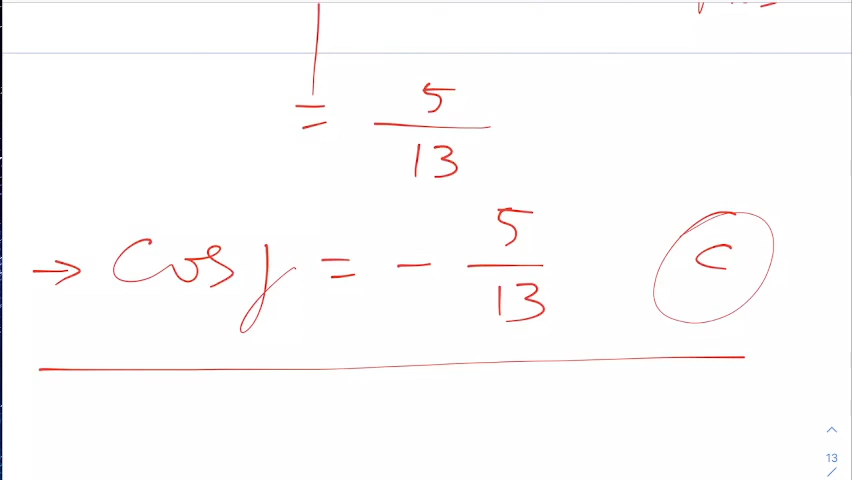 = 5/13
→ Cos y = - 5/13 C
13